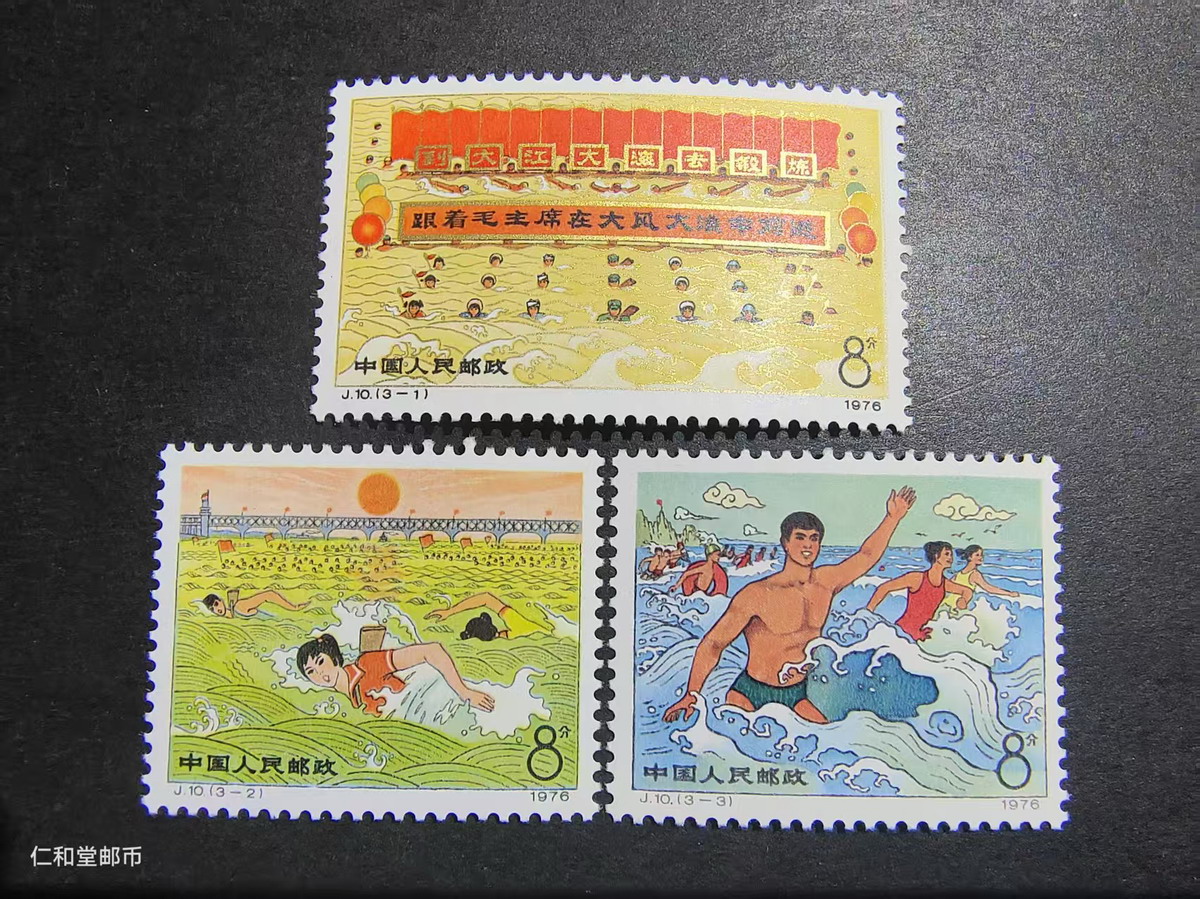 到大江大海去锻炼
跟着毛主席在大风大浪中前进
中国人民邮政
8分
J.10.(3-1)
1976
中国人民邮政
8分
J.10.(3-2)
1976
中国人民邮政
8分
J.10.(3-3)
1976
仁和堂邮币